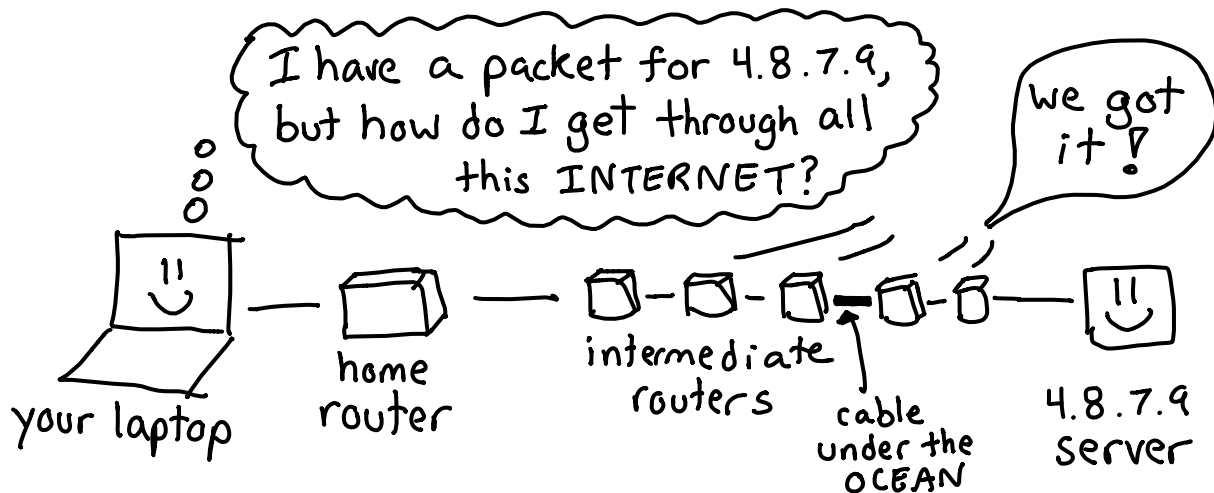 I have a packet for 4.8.7.9,
but how do I get through all
this INTERNET?
we got
it!
your laptop
home
router
intermediate
routers
cable
under the
OCEAN
4.8.7.9
server